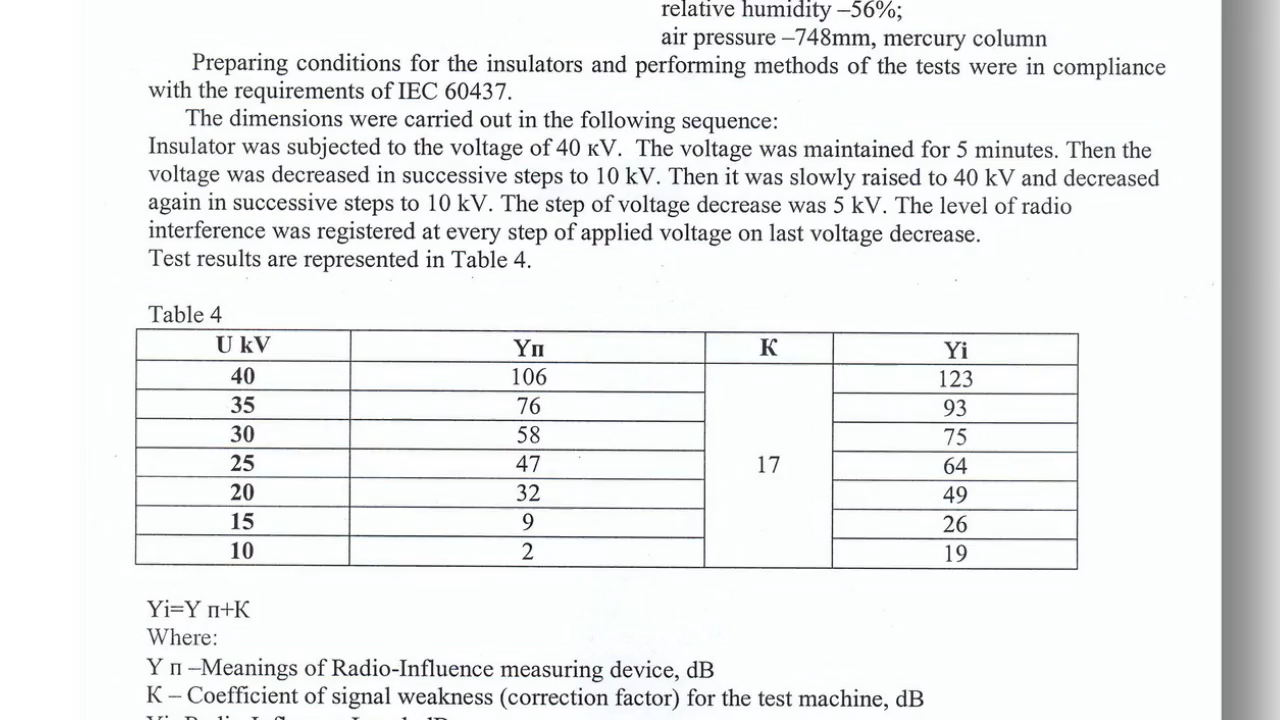 relative humidity –56%;
air pressure –748mm, mercury column
Preparing conditions for the insulators and performing methods of the tests were in compliance
with the requirements of IEC 60437.
The dimensions were carried out in the following sequence:
Insulator was subjected to the voltage of 40 кV. The voltage was maintained for 5 minutes. Then the
voltage was decreased in successive steps to 10 kV. Then it was slowly raised to 40 kV and decreased
again in successive steps to 10 kV. The step of voltage decrease was 5 kV. The level of radio
interference was registered at every step of applied voltage on last voltage decrease.
Test results are represented in Table 4.
Table 4
U kV Yп K Yi
40 106 123
35 76 93
30 58 75
25 47 17 64
20 32 49
15 9 26
10 2 19
Yi=Y п+K
Where:
Y п –Meanings of Radio-Influence measuring device, dB
K – Coefficient of signal weakness (correction factor) for the test machine, dB